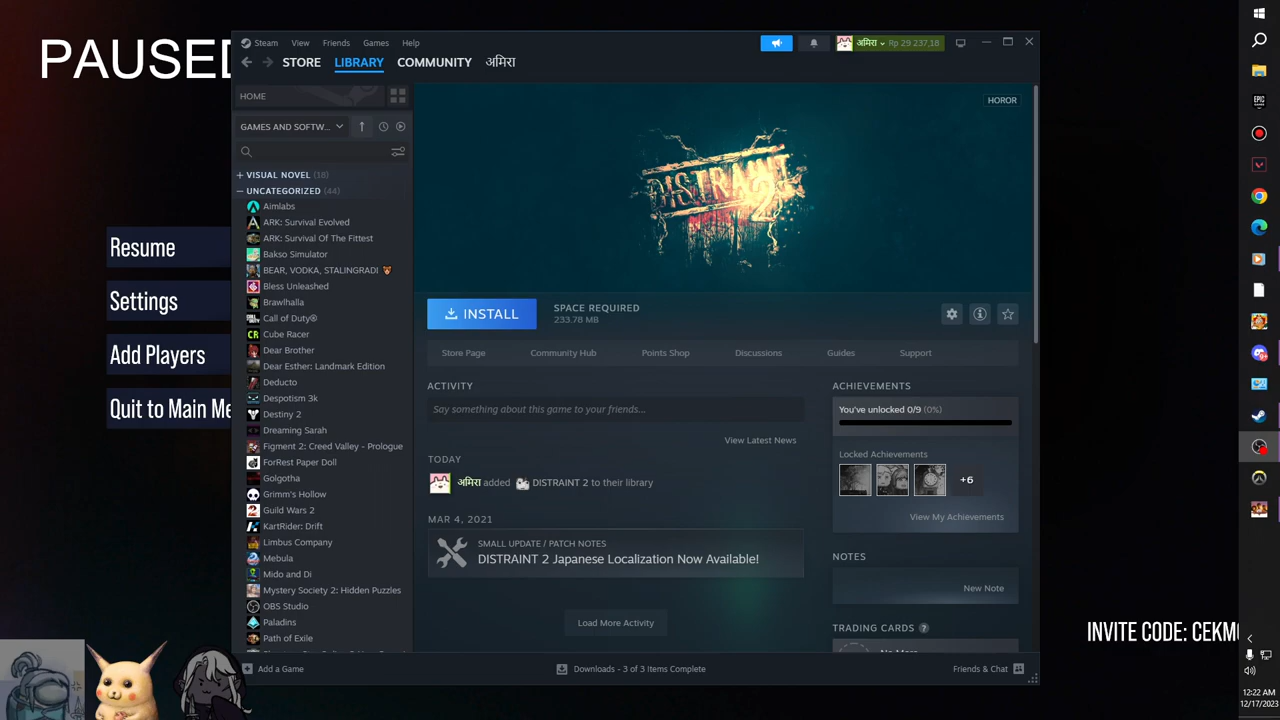 PAUSED
Resume
Settings
Add Players
Quit to Main Me
INVITE CODE: CEKM
Steam View Friends Games Help
अमिरा Rp 29 237,18
STORE LIBRARY COMMUNITY अमिरा
HOME
GAMES AND SOFTW...
+ VISUAL NOVEL (18)
– UNCATEGORIZED (44)
Aimlabs
ARK: Survival Evolved
ARK: Survival Of The Fittest
Bakso Simulator
BEAR, VODKA, STALINGRAD! 🐻
Bless Unleashed
Brawlhalla
Call of Duty®
Cube Racer
Dear Brother
Dear Esther: Landmark Edition
Deducto
Despotism 3k
Destiny 2
Dreaming Sarah
Figment 2: Creed Valley - Prologue
ForRest Paper Doll
Golgotha
Grimm's Hollow
Guild Wars 2
KartRider: Drift
Limbus Company
Mebula
Mido and Di
Mystery Society 2: Hidden Puzzles
OBS Studio
Paladins
Path of Exile
Add a Game
HOROR
DISTRAINT 2
INSTALL
SPACE REQUIRED
233.78 MB
Store Page Community Hub Points Shop Discussions Guides Support
ACTIVITY
Say something about this game to your friends...
View Latest News
TODAY
अमिरा added DISTRAINT 2 to their library
MAR 4, 2021
SMALL UPDATE / PATCH NOTES
DISTRAINT 2 Japanese Localization Now Available!
Load More Activity
ACHIEVEMENTS
You've unlocked 0/9 (0%)
Locked Achievements
+6
View My Achievements
NOTES
New Note
TRADING CARDS ?
Downloads - 3 of 3 Items Complete
Friends & Chat
EPIC
12:22 AM
12/17/2023